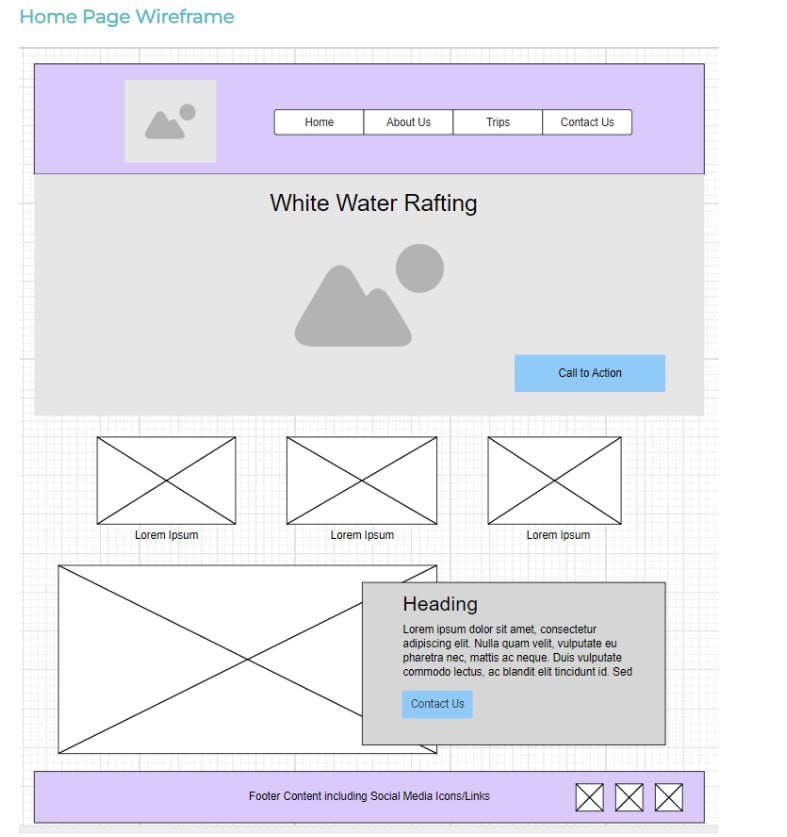 Home Page Wireframe
Home About Us Trips Contact Us
White Water Rafting
Call to Action
Lorem Ipsum Lorem Ipsum Lorem Ipsum
Heading
Lorem ipsum dolor sit amet, consectetur
adipiscing elit. Nulla quam velit, vulputate eu
pharetra nec, mattis ac neque. Duis vulputate
commodo lectus, ac blandit elit tincidunt id. Sed
Contact Us
Footer Content including Social Media Icons/Links